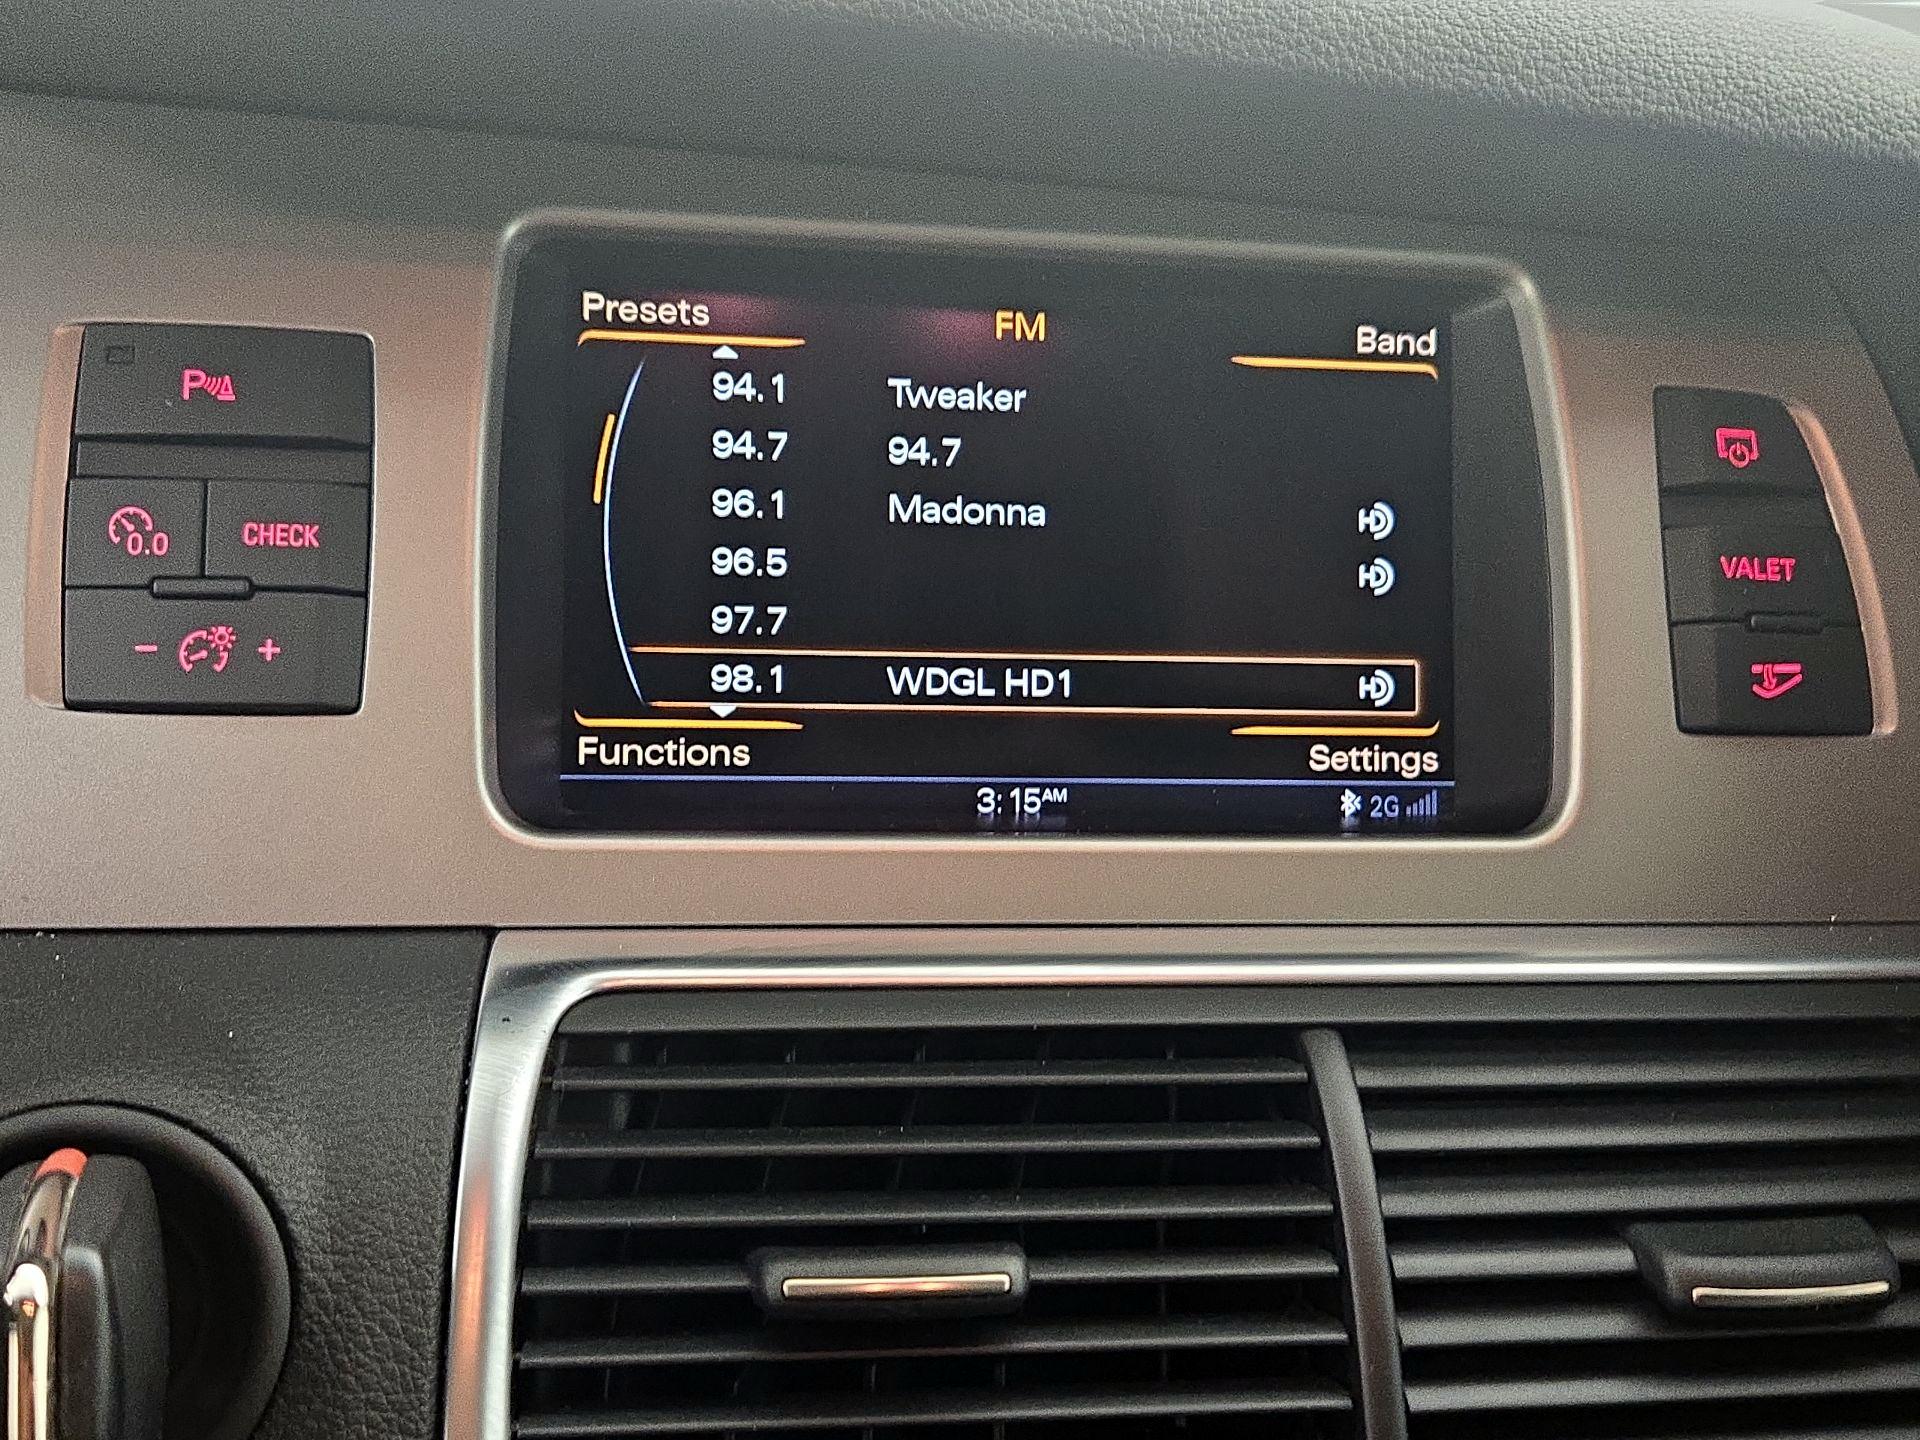 Presets FM Band
94.1 Tweaker
94.7 94.7
96.1 Madonna HD
96.5 HD
97.7
98.1 WDGL HD1 HD
Functions Settings
3:15AM 2G
P
0.0 CHECK
- +
VALET